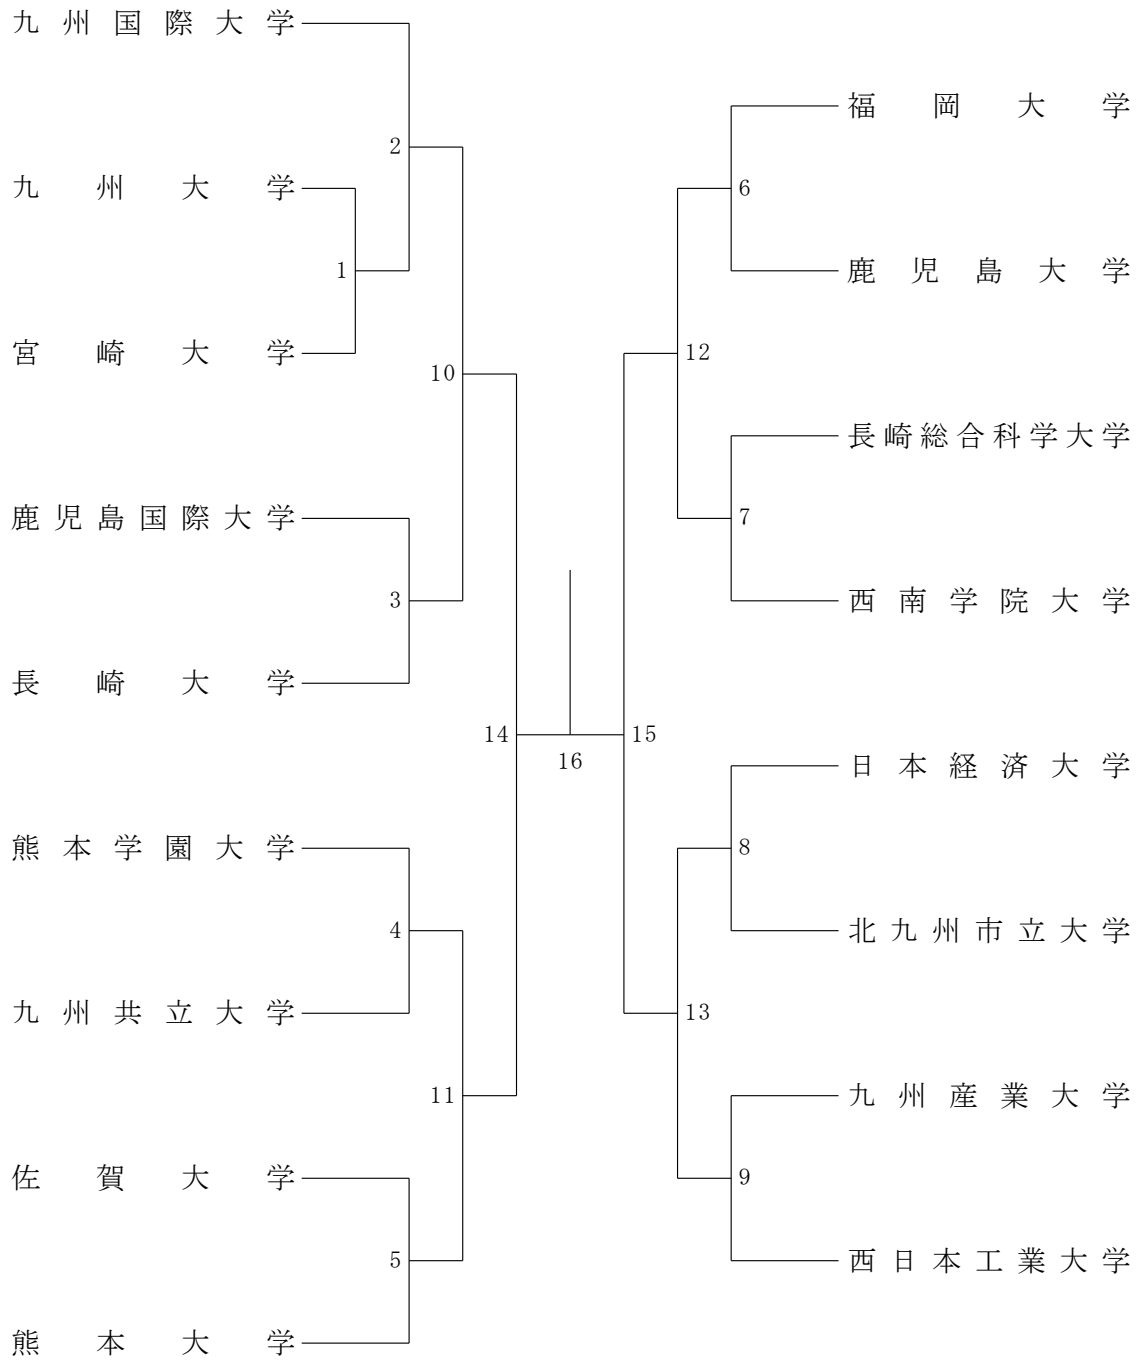 九州国際大学
九州大学
宮崎大学
鹿児島国際大学
長崎大学
熊本学園大学
九州共立大学
佐賀大学
熊本大学
1
2
3
4
5
10
11
14
16
15
12
13
6
7
8
9
福岡大学
鹿児島大学
長崎総合科学大学
西南学院大学
日本経済大学
北九州市立大学
九州産業大学
西日本工業大学